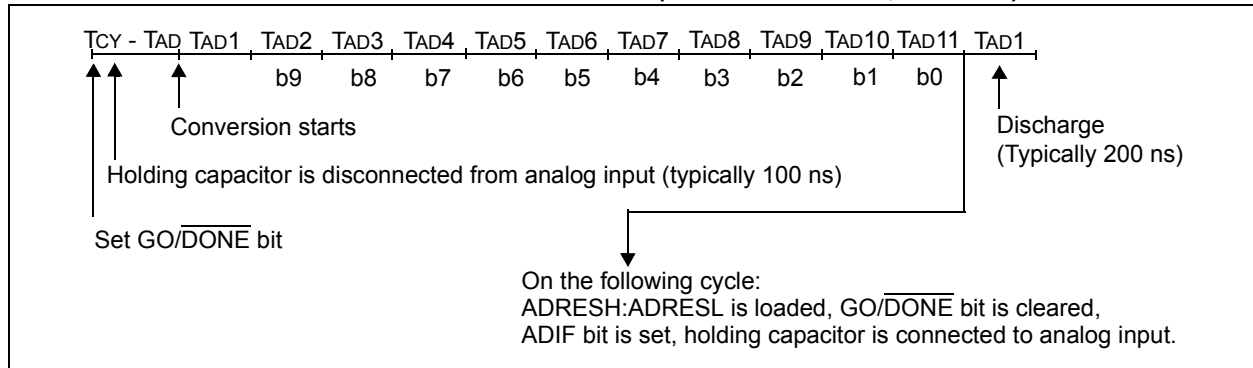 TCY - TAD TAD1 TAD2 TAD3 TAD4 TAD5 TAD6 TAD7 TAD8 TAD9 TAD10 TAD11 TAD1
b9 b8 b7 b6 b5 b4 b3 b2 b1 b0
Conversion starts
Discharge
(Typically 200 ns)
Holding capacitor is disconnected from analog input (typically 100 ns)
Set GO/DONE bit
On the following cycle:
ADRESH:ADRESL is loaded, GO/DONE bit is cleared,
ADIF bit is set, holding capacitor is connected to analog input.